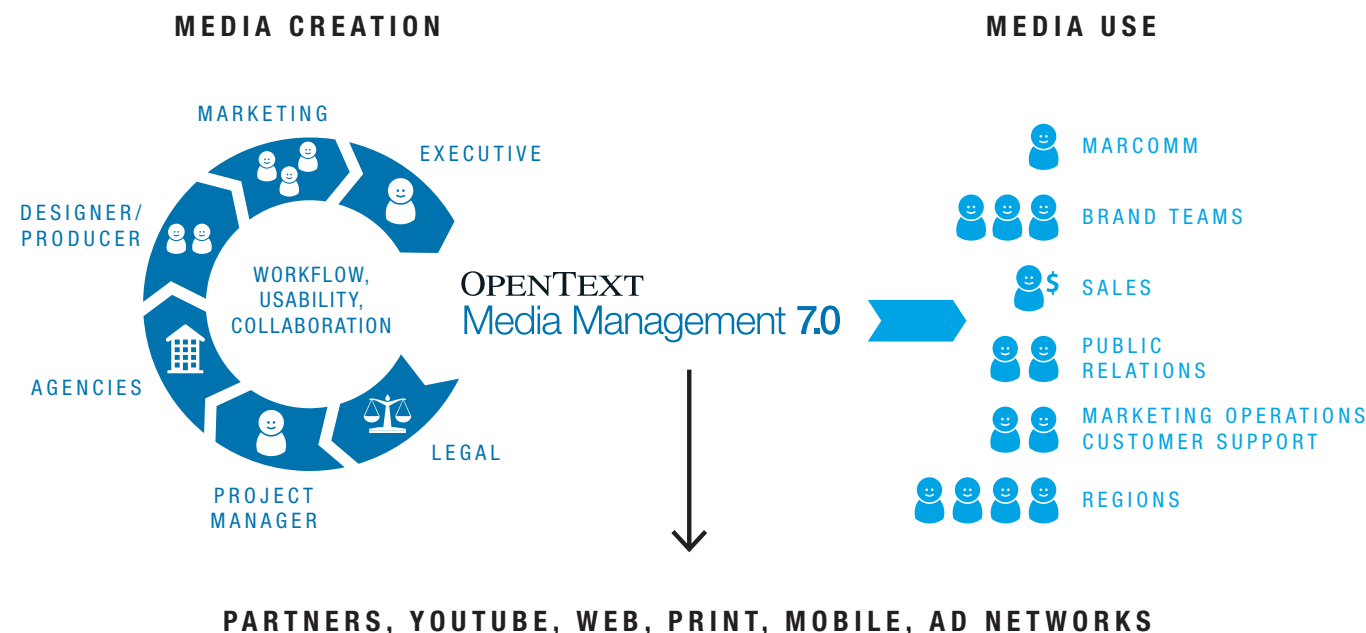 MEDIA CREATION
MEDIA USE
MARKETING
EXECUTIVE
DESIGNER/
PRODUCER
WORKFLOW,
USABILITY,
COLLABORATION
AGENCIES
LEGAL
PROJECT
MANAGER
OPENTEXT
Media Management 7.0
MARCOMM
BRAND TEAMS
$
SALES
PUBLIC
RELATIONS
MARKETING OPERATIONS
CUSTOMER SUPPORT
REGIONS
PARTNERS, YOUTUBE, WEB, PRINT, MOBILE, AD NETWORKS